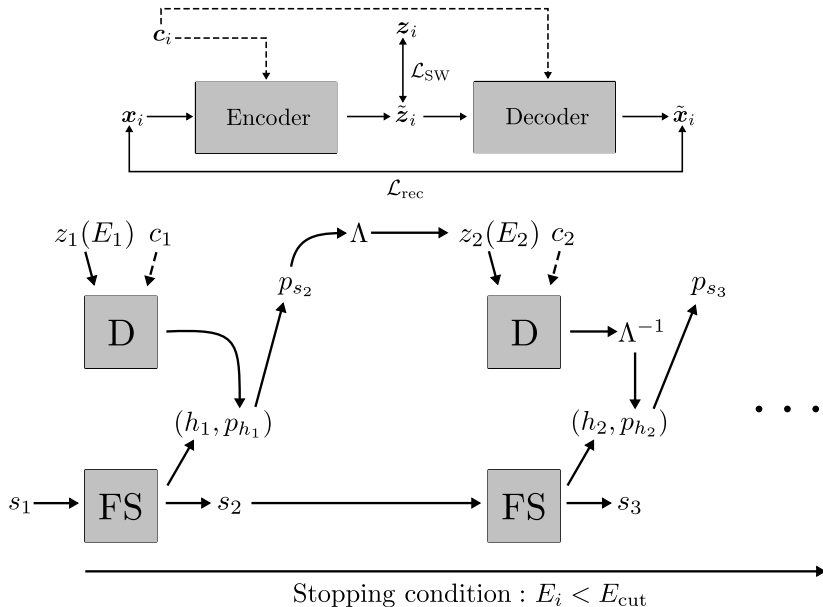 c_i z_i
L_SW
x_i Encoder z̃_i Decoder x̃_i
L_rec
z_1(E_1) c_1 Λ z_2(E_2) c_2
p_{s_2} p_{s_3}
D D Λ^{-1}
(h_1, p_{h_1}) (h_2, p_{h_2}) . . .
s_1 FS s_2 FS s_3
Stopping condition : E_i < E_cut